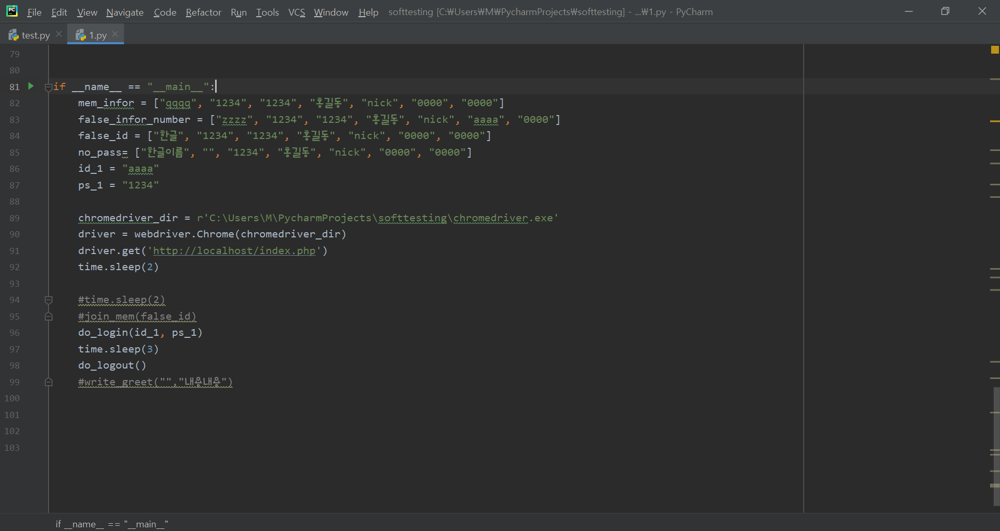 PC File Edit View Navigate Code Refactor Run Tools VCS Window Help softtesting [C:₩Users₩M₩PycharmProjects₩softtesting] - ...₩1.py - PyCharm
test.py 1.py
79
80
81 if __name__ == "__main__":
82 mem_infor = ["qqqq", "1234", "1234", "홍길동", "nick", "0000", "0000"]
83 false_infor_number = ["zzzz", "1234", "1234", "홍길동", "nick", "aaaa", "0000"]
84 false_id = ["한글", "1234", "1234", "홍길동", "nick", "0000", "0000"]
85 no_pass= ["한글이름", "", "1234", "홍길동", "nick", "0000", "0000"]
86 id_1 = "aaaa"
87 ps_1 = "1234"
88
89 chromedriver_dir = r'C:\Users\M\PycharmProjects\softtesting\chromedriver.exe'
90 driver = webdriver.Chrome(chromedriver_dir)
91 driver.get('http://localhost/index.php')
92 time.sleep(2)
93
94 #time.sleep(2)
95 #join_mem(false_id)
96 do_login(id_1, ps_1)
97 time.sleep(3)
98 do_logout()
99 #write_greet("","내용내용")
100
101
102
103
if __name__ == "__main__"